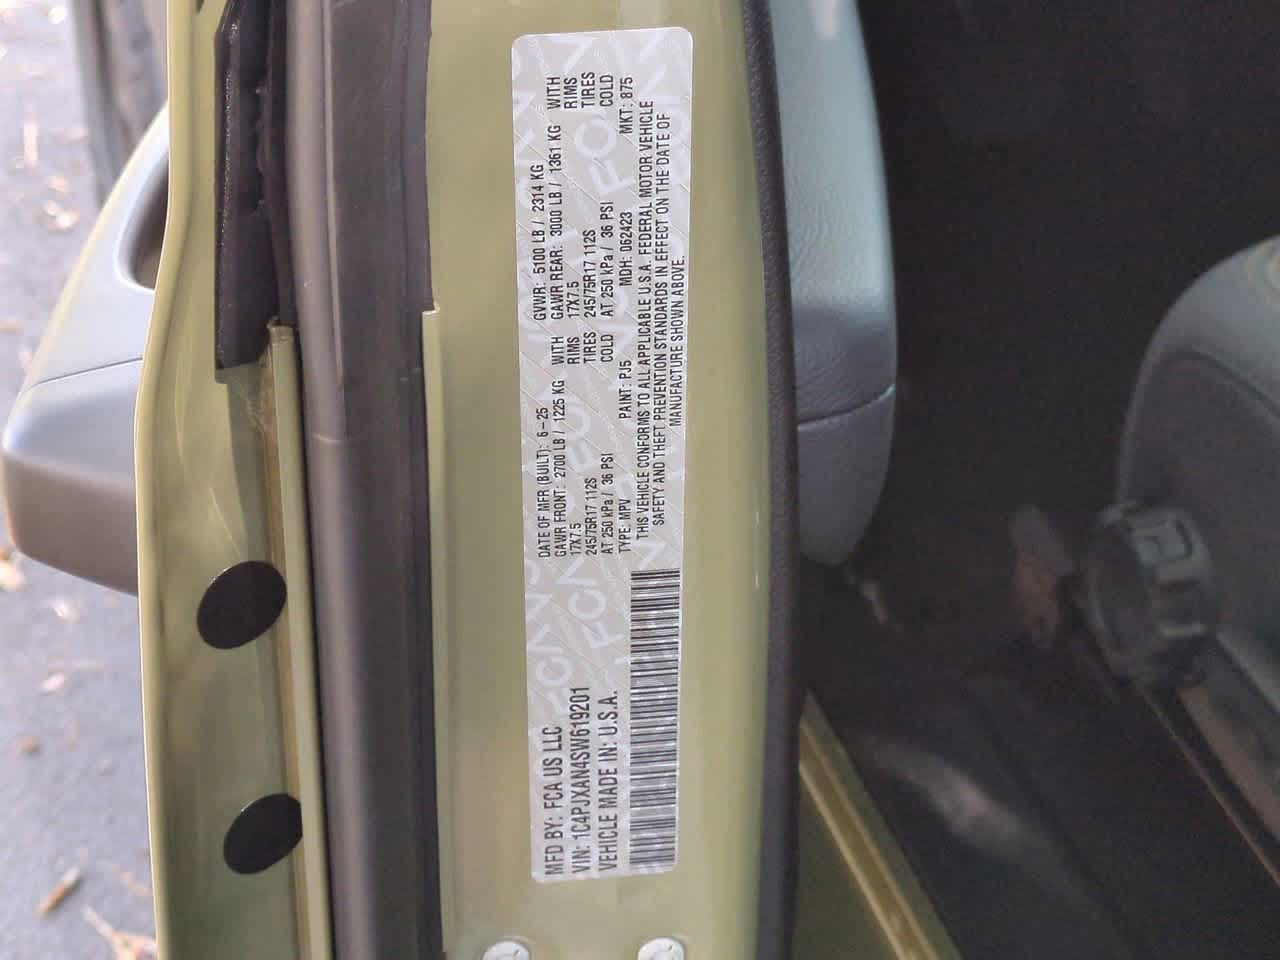 MFD BY: FCA US LLC
VIN: 1C4PJXAN4SW619201
VEHICLE MADE IN: U.S.A.
DATE OF MFR (BUILT): 6-25 GVWR: 5100 LB / 2314 KG
GAWR FRONT: 2700 LB / 1225 KG WITH GAWR REAR: 3000 LB / 1361 KG WITH
17X7.5 RIMS 17X7.5 RIMS
245/75R17 112S TIRES 245/75R17 112S TIRES
AT 250 kPa / 36 PSI COLD AT 250 kPa / 36 PSI COLD
TYPE: MPV PAINT: PJ5 MDH: 062423 MKT: 875
THIS VEHICLE CONFORMS TO ALL APPLICABLE U.S.A. FEDERAL MOTOR VEHICLE
SAFETY AND THEFT PREVENTION STANDARDS IN EFFECT ON THE DATE OF
MANUFACTURE SHOWN ABOVE.